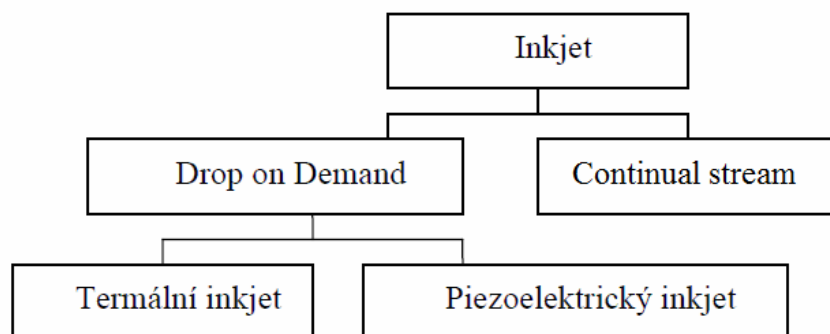 Inkjet
Drop on Demand
Continual stream
Termální inkjet
Piezoelektrický inkjet